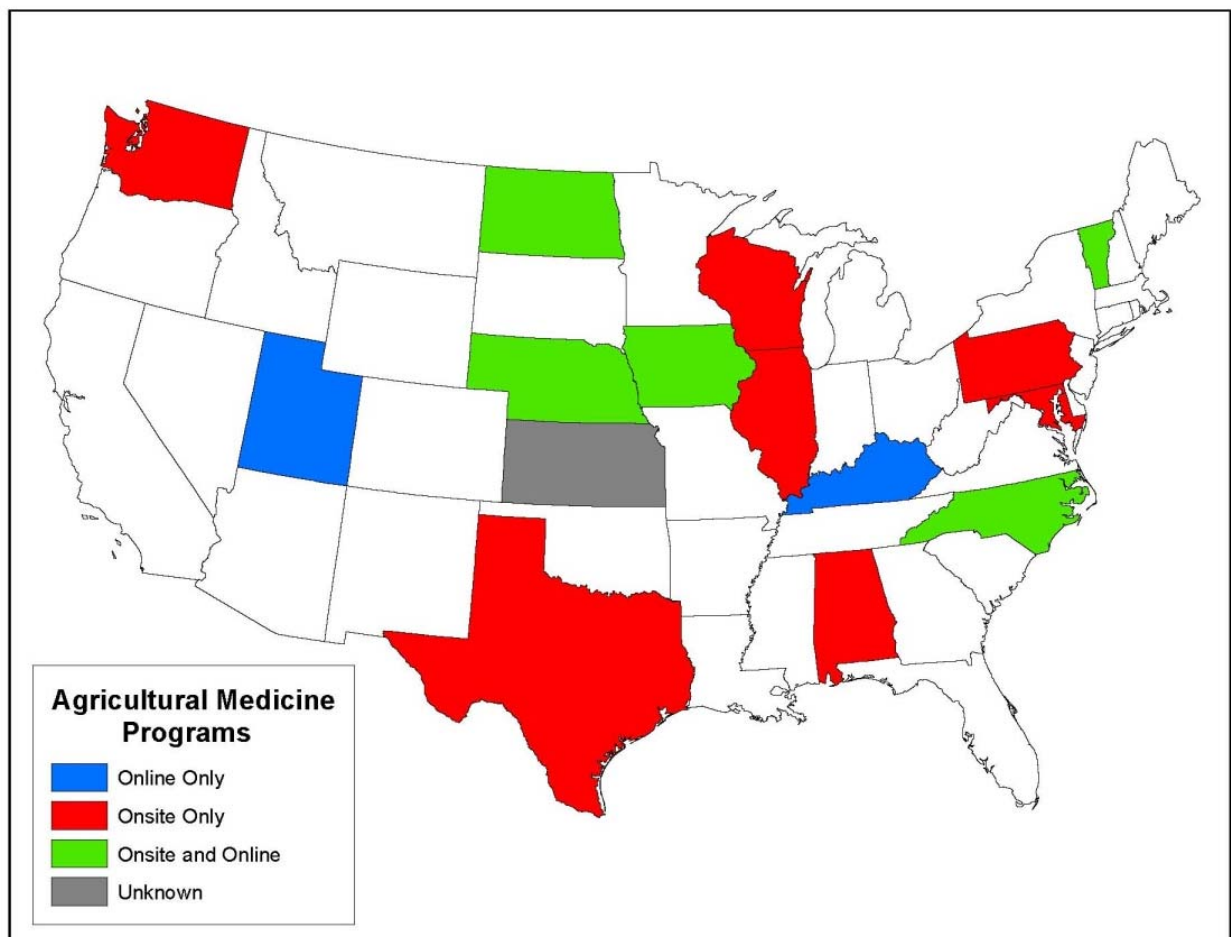 Agricultural Medicine
Programs
Online Only
Onsite Only
Onsite and Online
Unknown